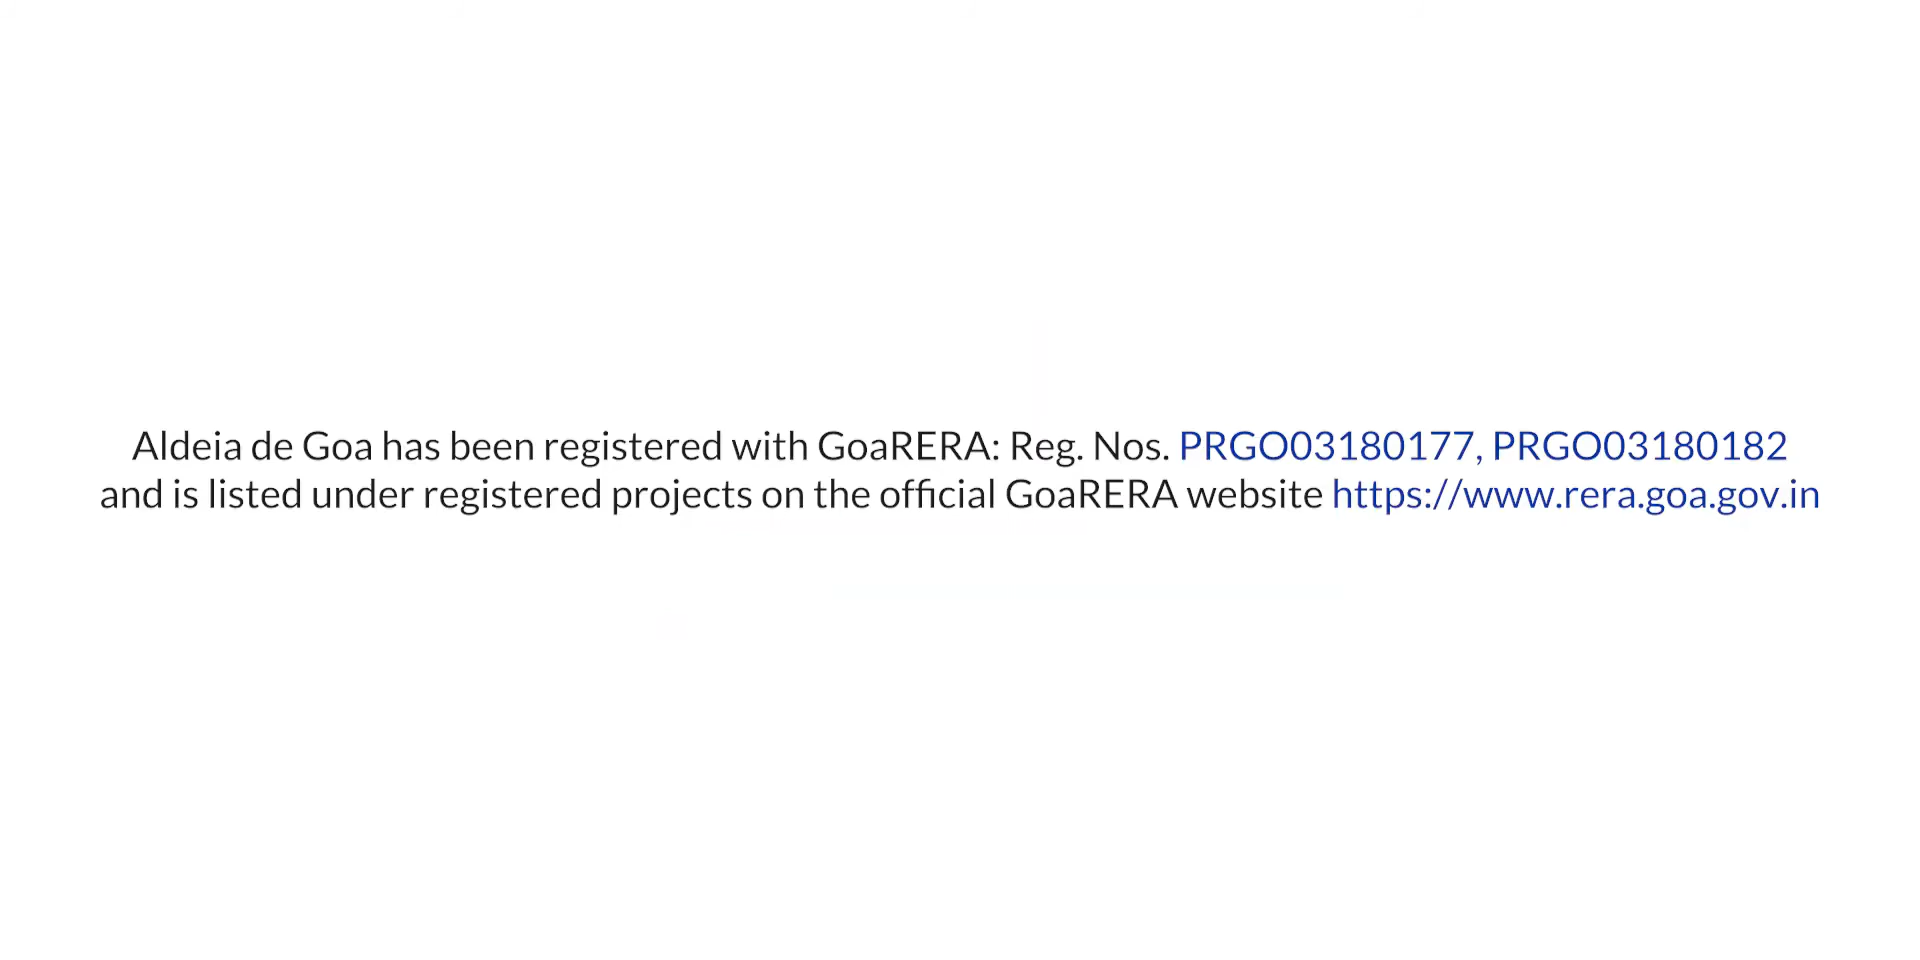 Aldeia de Goa has been registered with GoaRERA: Reg. Nos. PRGO03180177, PRGO03180182
and is listed under registered projects on the official GoaRERA website https://www.rera.goa.gov.in